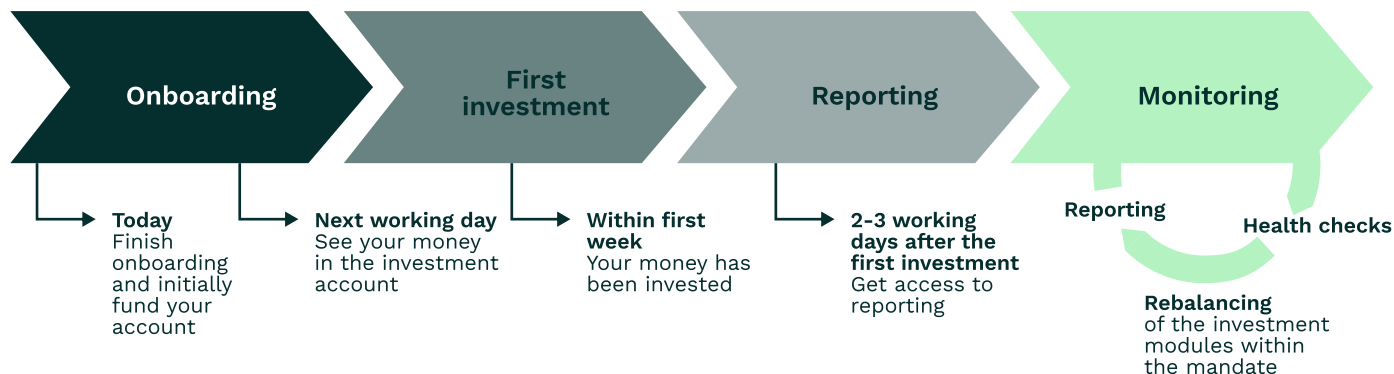 Onboarding
First
investment
Reporting
Monitoring
Today
Finish
onboarding
and initially
fund your
account
Next working day
See your money
in the investment
account
Within first
week
Your money has
been invested
2-3 working
days after the
first investment
Get access to
reporting
Reporting
Health checks
Rebalancing
of the investment
modules within
the mandate